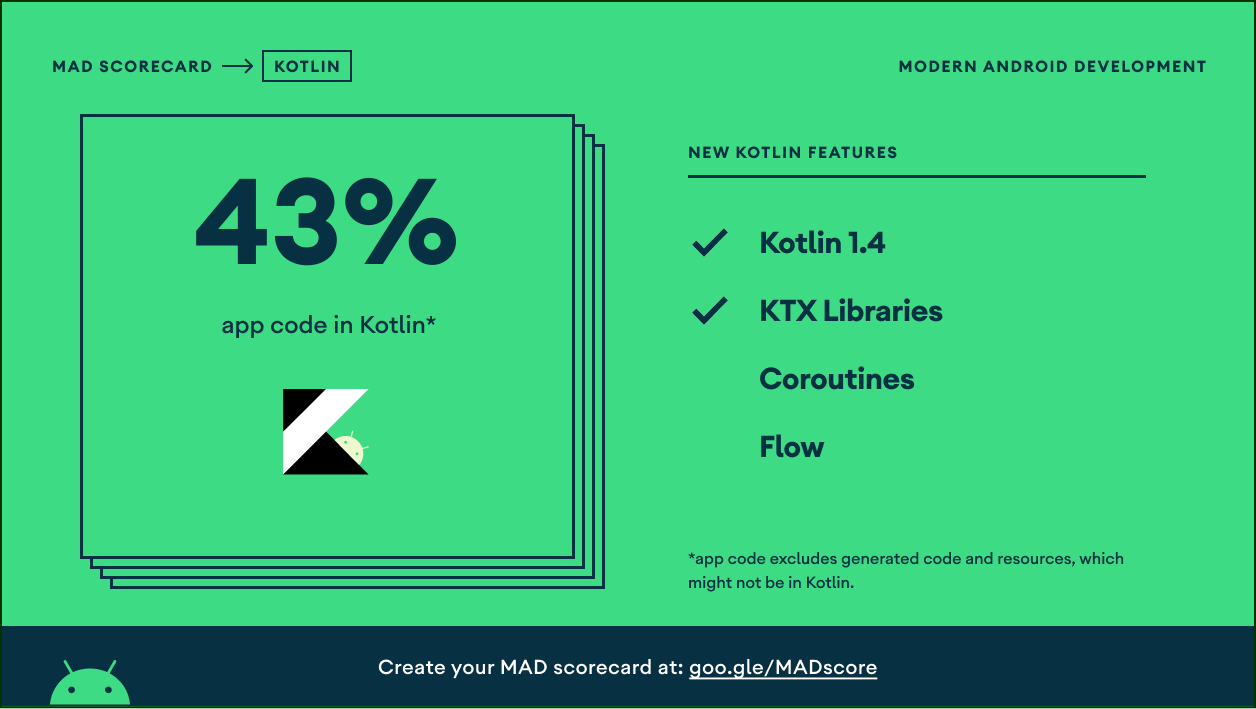 MAD SCORECARD → KOTLIN
MODERN ANDROID DEVELOPMENT
43%
app code in Kotlin*
NEW KOTLIN FEATURES
Kotlin 1.4
KTX Libraries
Coroutines
Flow
*app code excludes generated code and resources, which
might not be in Kotlin.
Create your MAD scorecard at: goo.gle/MADscore